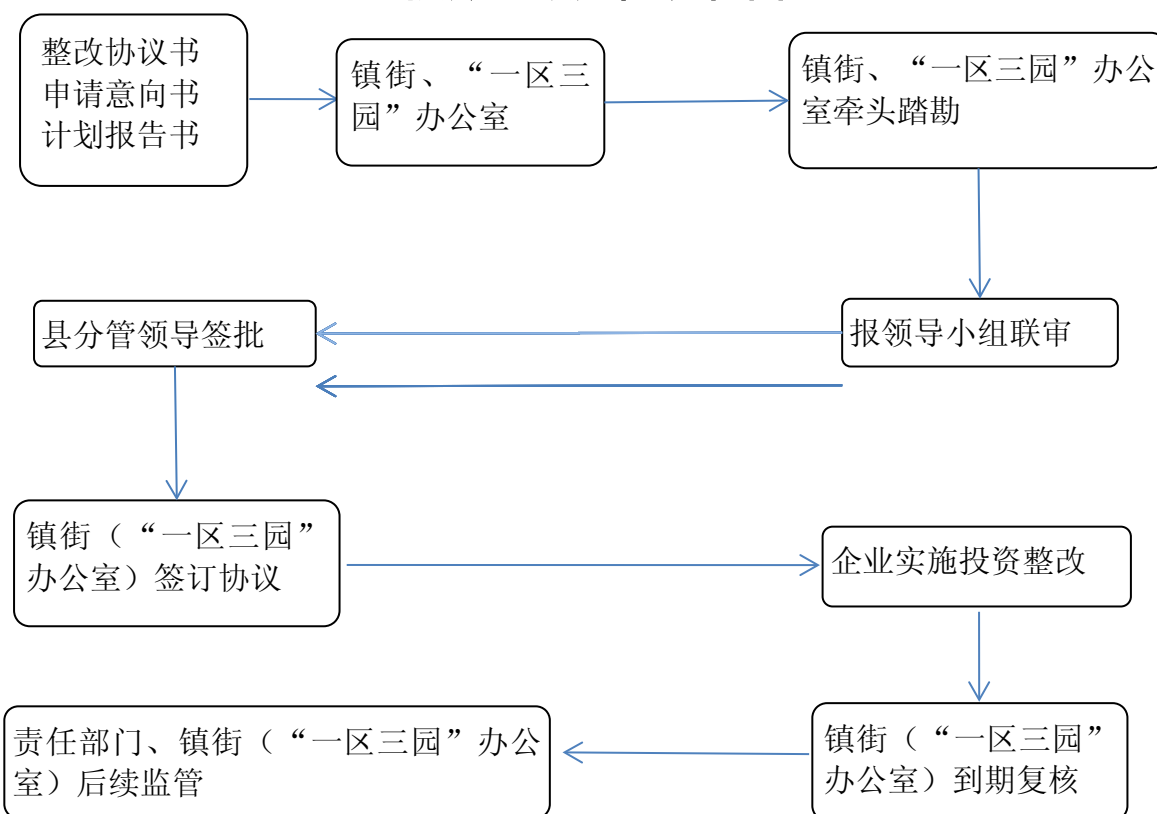 整改协议书
申请意向书
计划报告书
镇街、“一区三
园”办公室
镇街、“一区三园”办公
室牵头踏勘
县分管领导签批
报领导小组联审
镇街（“一区三园”
办公室）签订协议
企业实施投资整改
责任部门、镇街（“一区三园”办公
室）后续监管
镇街（“一区三园”
办公室）到期复核